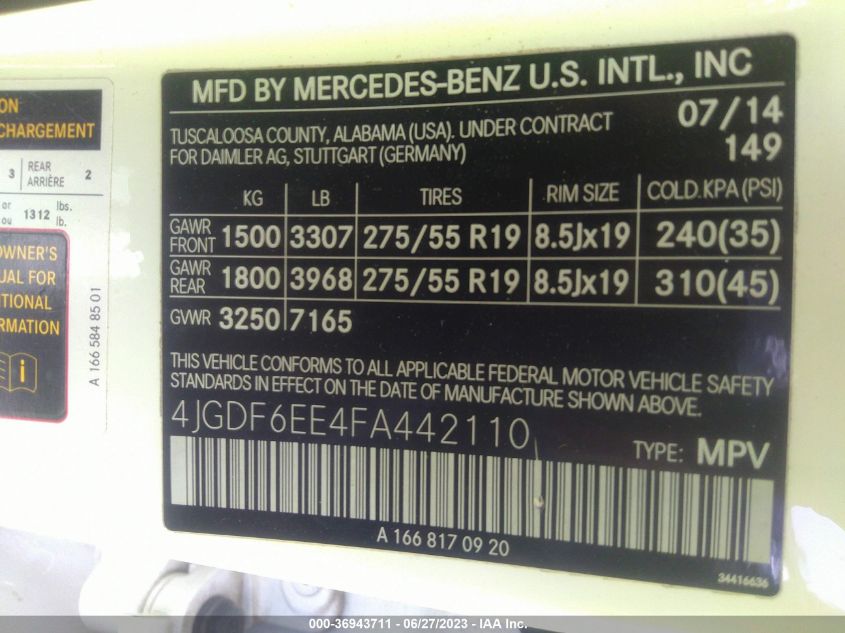 ON
CHARGEMENT
3 REAR ARRIÈRE 2
or ou 1312 lbs. lb.
OWNER'S
UAL FOR
ITIONAL
RMATION
i
A 166 584 85 01
MFD BY MERCEDES-BENZ U.S. INTL., INC
TUSCALOOSA COUNTY, ALABAMA (USA). UNDER CONTRACT
FOR DAIMLER AG, STUTTGART (GERMANY)
07/14
149
KG LB TIRES RIM SIZE COLD KPA (PSI)
GAWR FRONT 1500 3307 275/55 R19 8.5Jx19 240(35)
GAWR REAR 1800 3968 275/55 R19 8.5Jx19 310(45)
GVWR 3250 7165
THIS VEHICLE CONFORMS TO ALL APPLICABLE FEDERAL MOTOR VEHICLE SAFETY
STANDARDS IN EFFECT ON THE DATE OF MANUFACTURE SHOWN ABOVE.
4JGDF6EE4FA442110
TYPE: MPV
A 166 817 09 20
34416636
000-36943711 - 06/27/2023 - IAA Inc.